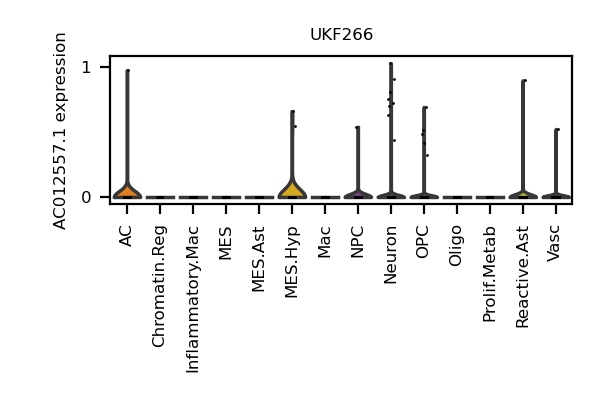 UKF266
AC012557.1 expression
1
0
AC
Chromatin.Reg
Inflammatory.Mac
MES
MES.Ast
MES.Hyp
Mac
NPC
Neuron
OPC
Oligo
Prolif.Metab
Reactive.Ast
Vasc